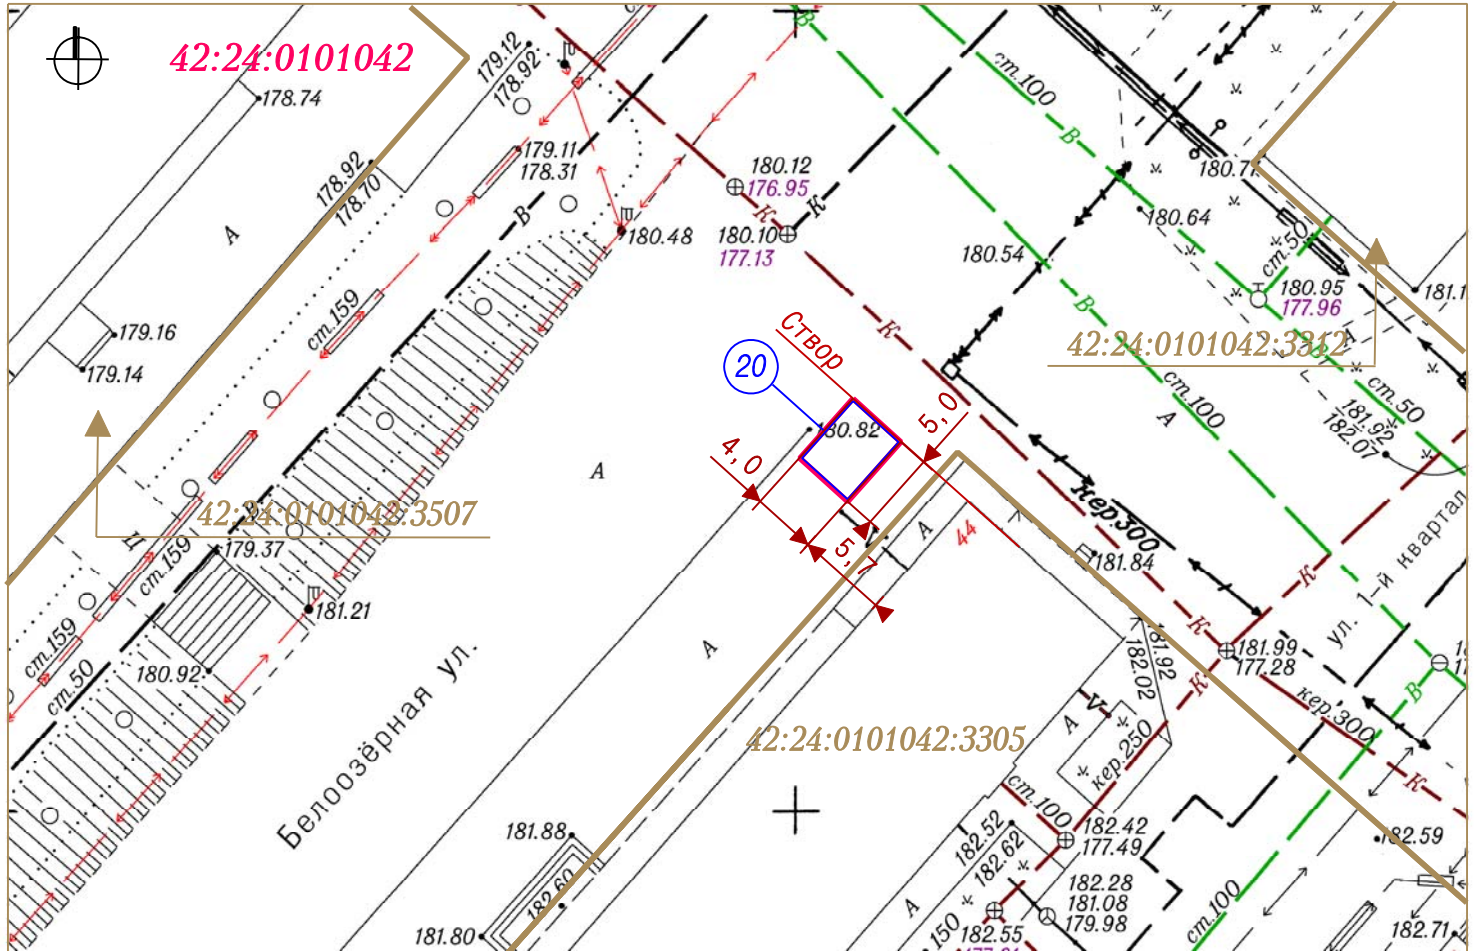 42:24:0101042
178.74
179.12
178.92
179.11
178.31
178.92
178.70
А
180.12
176.95
К
К
180.10
177.13
180.48
В
В
ст.100
В
180.71
180.64
180.54
ст.50
180.95
177.96
181.1
42:24:0101042:3312
В
В
К
ст.159
179.16
179.14
Створ
20
180.82
5,0
4,0
5,7
44
ст.100
А
ст.50
181.92
182.07
А
42:24:0101042:3507
В
Ц
ст.159
179.37
181.21
180.92
ст.159
ст.50
Белоозёрная ул.
А
А
V
кер.300
181.84
К
К
К
181.99
177.28
181.92
182.02
ул. 1-й квартал
В
кер.300
К
42:24:0101042:3305
V
А
кер.250
ст.100
182.42
177.49
182.52
182.62
182.59
181.88
182.60
181.80
А
182.28
181.08
179.98
182.55
150
ст.100
182.71